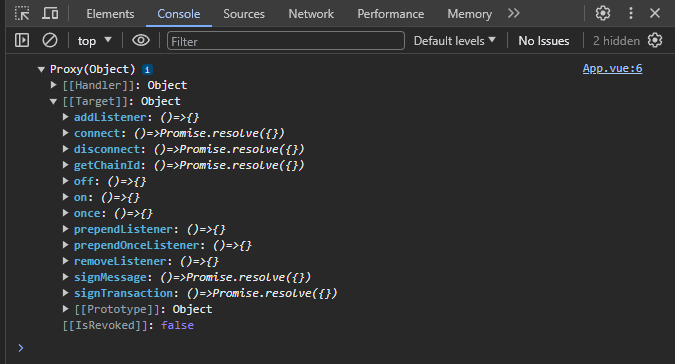 Elements Console Sources Network Performance Memory
top Filter Default levels No Issues 2 hidden
Proxy(Object) i App.vue:6
[[Handler]]: Object
[[Target]]: Object
addListener: ()=>{}
connect: ()=>Promise.resolve({})
disconnect: ()=>Promise.resolve({})
getChainId: ()=>Promise.resolve({})
off: ()=>{}
on: ()=>{}
once: ()=>{}
prependListener: ()=>{}
prependOnceListener: ()=>{}
removeListener: ()=>{}
signMessage: ()=>Promise.resolve({})
signTransaction: ()=>Promise.resolve({})
[[Prototype]]: Object
[[IsRevoked]]: false